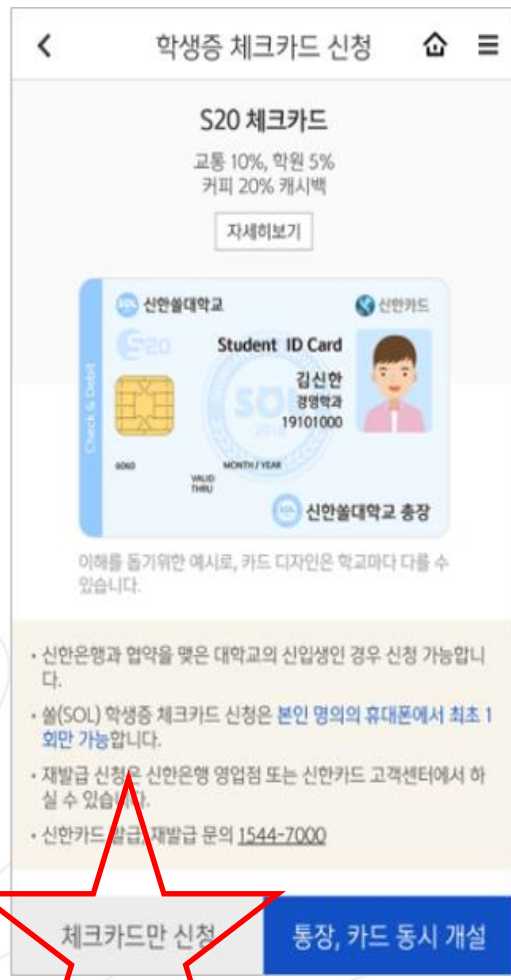 학생증 체크카드 신청
S20 체크카드
교통 10%, 학원 5%
커피 20% 캐시백
자세히보기
SOL 신한쏠대학교
신한카드
S20
Student ID Card
김신한
경영학과
19101000
Check & Debit
SOL
2018
6060
MONTH / YEAR
VALID
THRU
신한쏠대학교 총장
이해를 돕기위한 예시로, 카드 디자인은 학교마다 다를 수
있습니다.
• 신한은행과 협약을 맺은 대학교의 신입생인 경우 신청 가능합니
다.
• 쏠(SOL) 학생증 체크카드 신청은 본인 명의의 휴대폰에서 최초 1
회만 가능합니다.
• 재발급 신청은 신한은행 영업점 또는 신한카드 고객센터에서 하
실 수 있습니다.
• 신한카드 발급, 재발급 문의 1544-7000
체크카드만 신청
통장, 카드 동시 개설